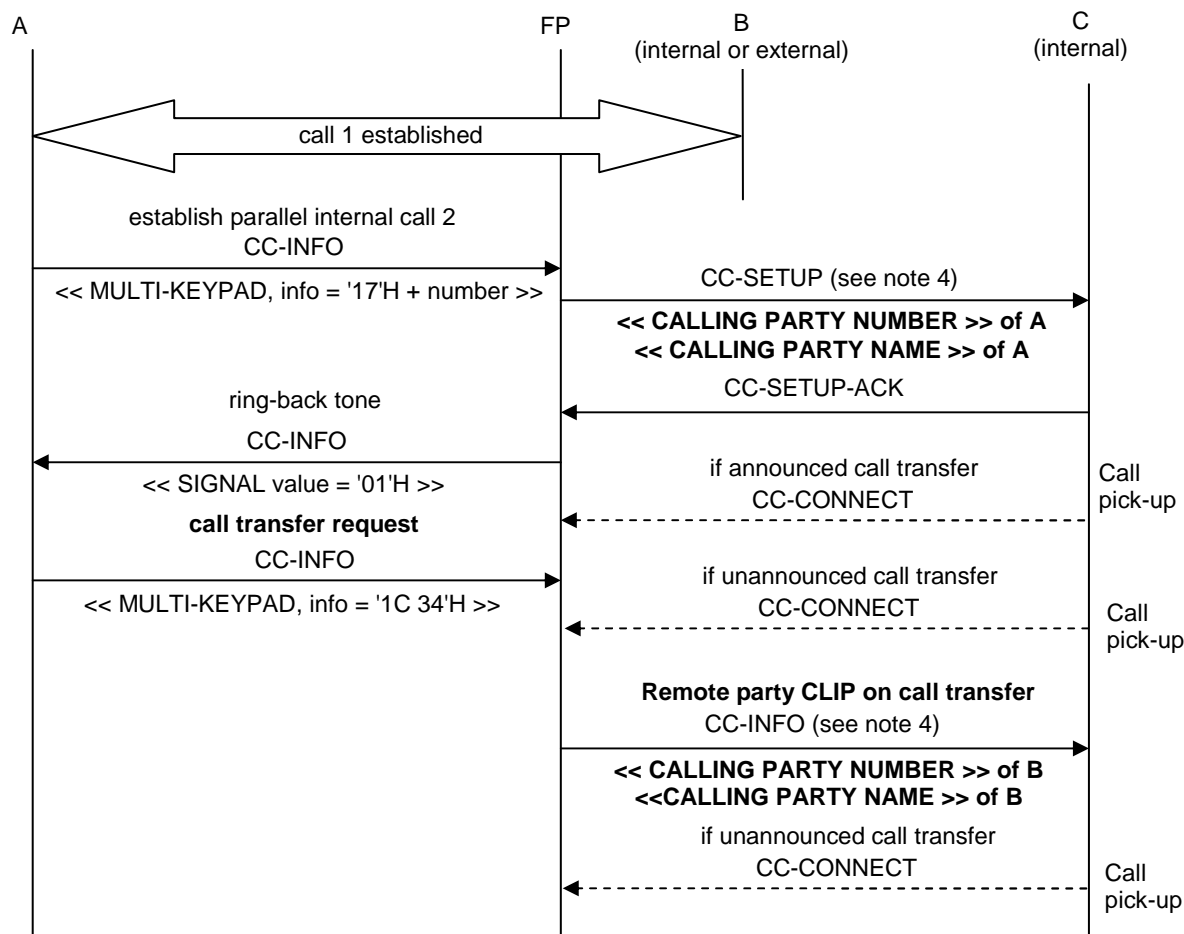 A
FP
B
(internal or external)
C
(internal)
call 1 established
establish parallel internal call 2
CC-INFO
<< MULTI-KEYPAD, info = '17'H + number >>
CC-SETUP (see note 4)
<< CALLING PARTY NUMBER >> of A
<< CALLING PARTY NAME >> of A
CC-SETUP-ACK
ring-back tone
CC-INFO
<< SIGNAL value = '01'H >>
if announced call transfer
CC-CONNECT
Call
pick-up
call transfer request
CC-INFO
<< MULTI-KEYPAD, info = '1C 34'H >>
if unannounced call transfer
CC-CONNECT
Call
pick-up
Remote party CLIP on call transfer
CC-INFO (see note 4)
<< CALLING PARTY NUMBER >> of B
<<CALLING PARTY NAME >> of B
if unannounced call transfer
CC-CONNECT
Call
pick-up